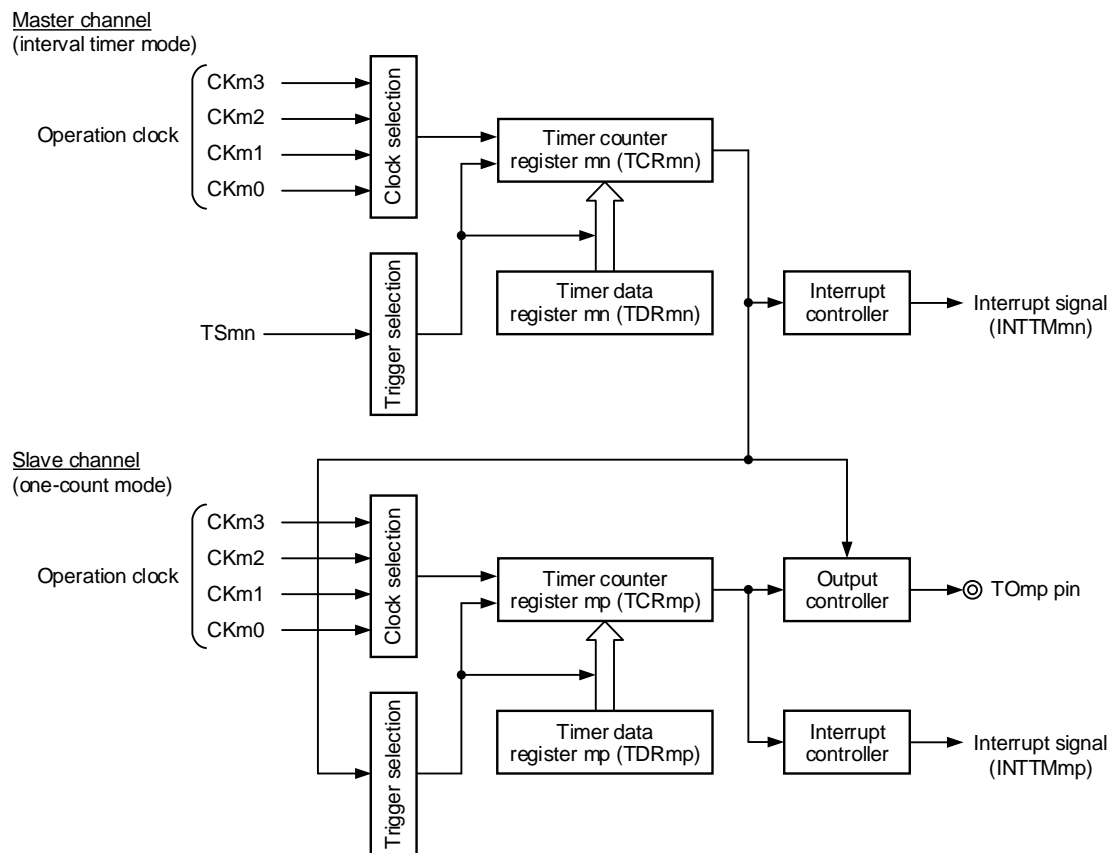 Master channel
(interval timer mode)
CKm3
CKm2
Operation clock
CKm1
CKm0
Clock selection
Timer counter
register mn (TCRmn)
TSmn
Trigger selection
Timer data
register mn (TDRmn)
Interrupt
controller
Interrupt signal
(INTTMmn)
Slave channel
(one-count mode)
CKm3
CKm2
Operation clock
CKm1
CKm0
Clock selection
Timer counter
register mp (TCRmp)
Output
controller
TOmp pin
Trigger selection
Timer data
register mp (TDRmp)
Interrupt
controller
Interrupt signal
(INTTMmp)